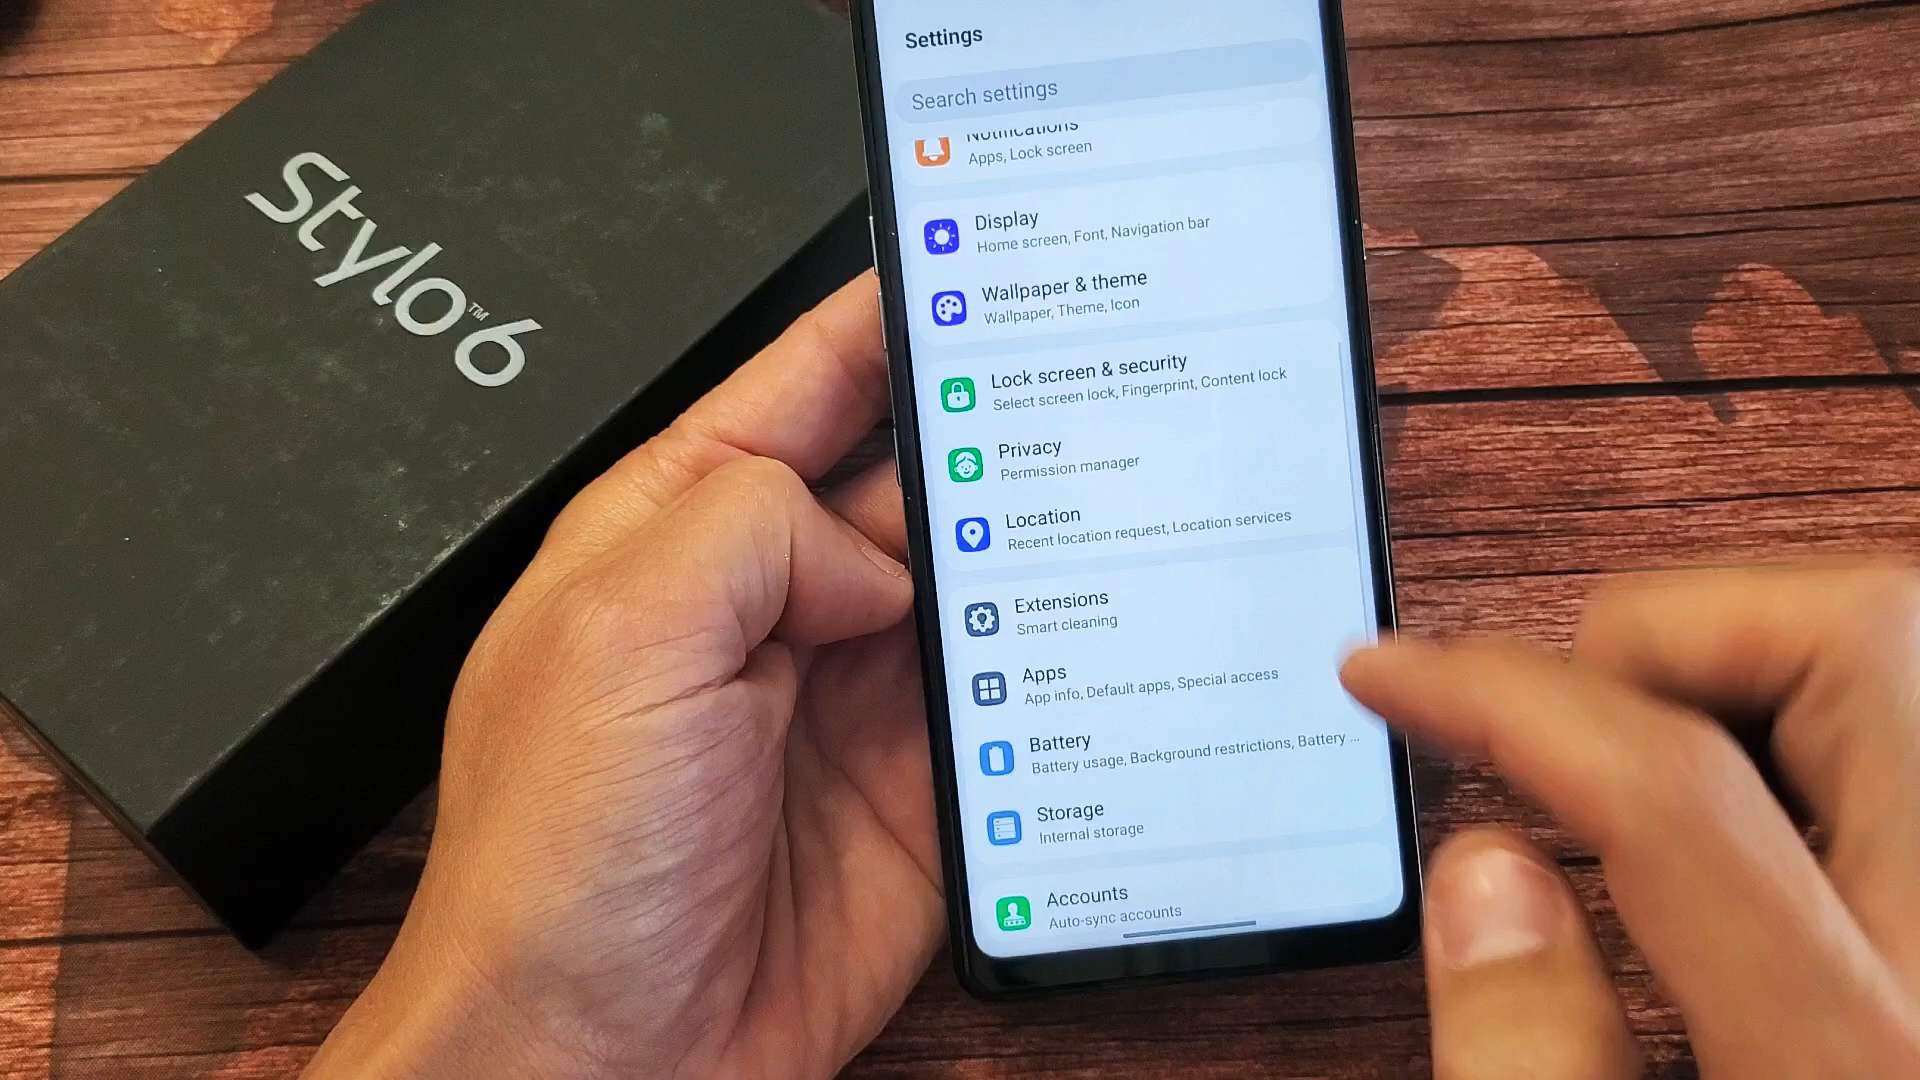 Stylo™6
Settings
Search settings
Notifications
Apps, Lock screen
Display
Home screen, Font, Navigation bar
Wallpaper & theme
Wallpaper, Theme, Icon
Lock screen & security
Select screen lock, Fingerprint, Content lock
Privacy
Permission manager
Location
Recent location request, Location services
Extensions
Smart cleaning
Apps
App info, Default apps, Special access
Battery
Battery usage, Background restrictions, Battery ...
Storage
Internal storage
Accounts
Auto-sync accounts